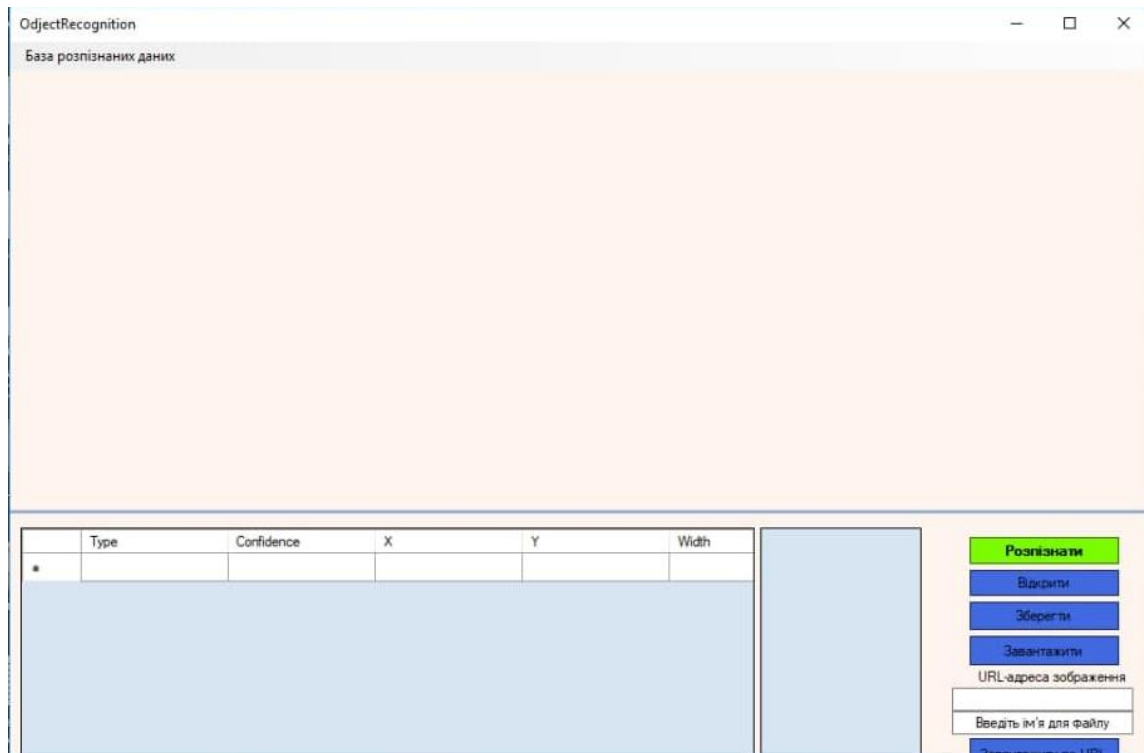 OdjectRecognition
База розпізнаних даних
Type Confidence X Y Width
Розпізнати
Відкрити
Зберегти
Завантажити
URL-адреса зображення
Введіть ім'я для файлу